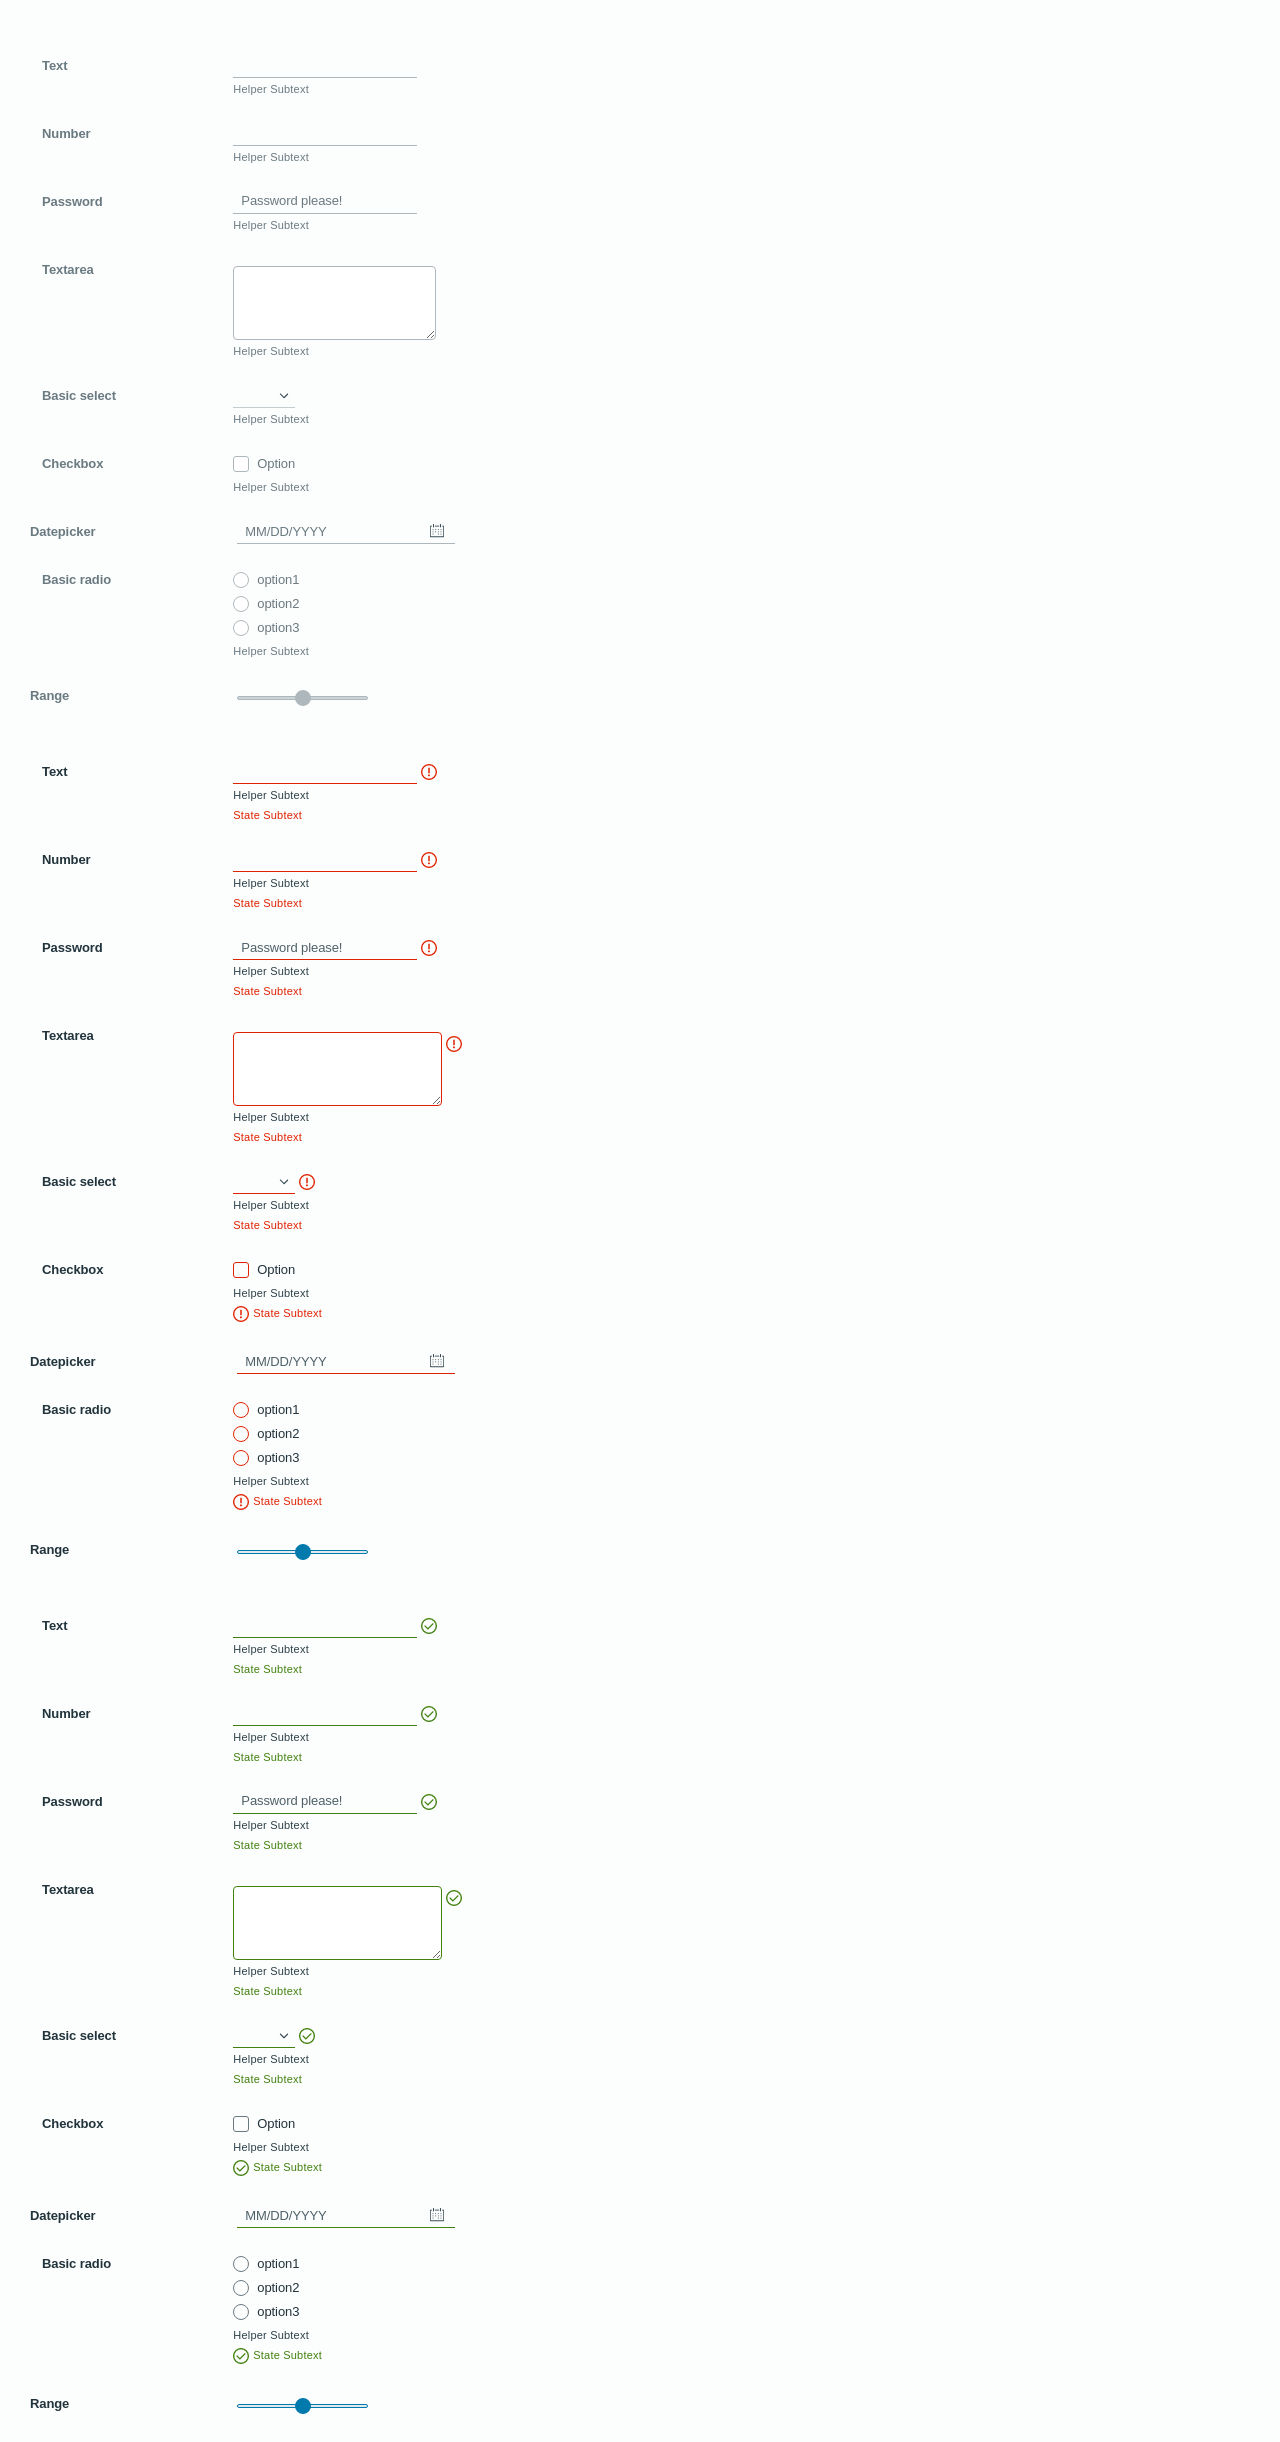 Text
Helper Subtext
Number
Helper Subtext
Password Password please!
Helper Subtext
Textarea
Helper Subtext
Basic select
Helper Subtext
Checkbox Option
Helper Subtext
Datepicker MM/DD/YYYY
Basic radio option1
option2
option3
Helper Subtext
Range
Text
Helper Subtext
State Subtext
Number
Helper Subtext
State Subtext
Password Password please!
Helper Subtext
State Subtext
Textarea
Helper Subtext
State Subtext
Basic select
Helper Subtext
State Subtext
Checkbox Option
Helper Subtext
State Subtext
Datepicker MM/DD/YYYY
Basic radio option1
option2
option3
Helper Subtext
State Subtext
Range
Text
Helper Subtext
State Subtext
Number
Helper Subtext
State Subtext
Password Password please!
Helper Subtext
State Subtext
Textarea
Helper Subtext
State Subtext
Basic select
Helper Subtext
State Subtext
Checkbox Option
Helper Subtext
State Subtext
Datepicker MM/DD/YYYY
Basic radio option1
option2
option3
Helper Subtext
State Subtext
Range